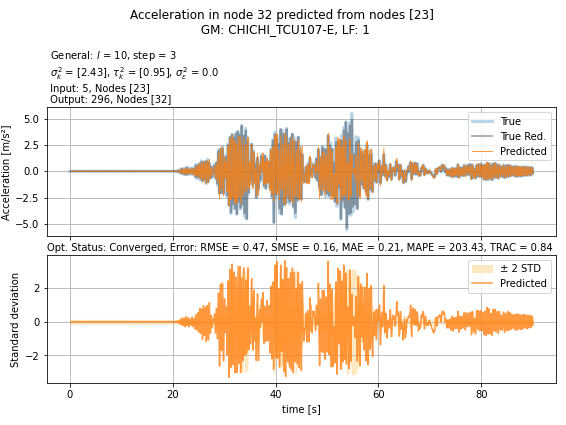 Acceleration in node 32 predicted from nodes [23]
GM: CHICHI_TCU107-E, LF: 1
General: l = 10, step = 3
σ²ₖ = [2.43], τ²ₖ = [0.95], σ²ε = 0.0
Input: 5, Nodes [23]
Output: 296, Nodes [32]
Acceleration [m/s²]
5.0
2.5
0.0
−2.5
−5.0
True
True Red.
Predicted
Opt. Status: Converged, Error: RMSE = 0.47, SMSE = 0.16, MAE = 0.21, MAPE = 203.43, TRAC = 0.84
Standard deviation
2
0
−2
± 2 STD
Predicted
0
20
40
60
80
time [s]